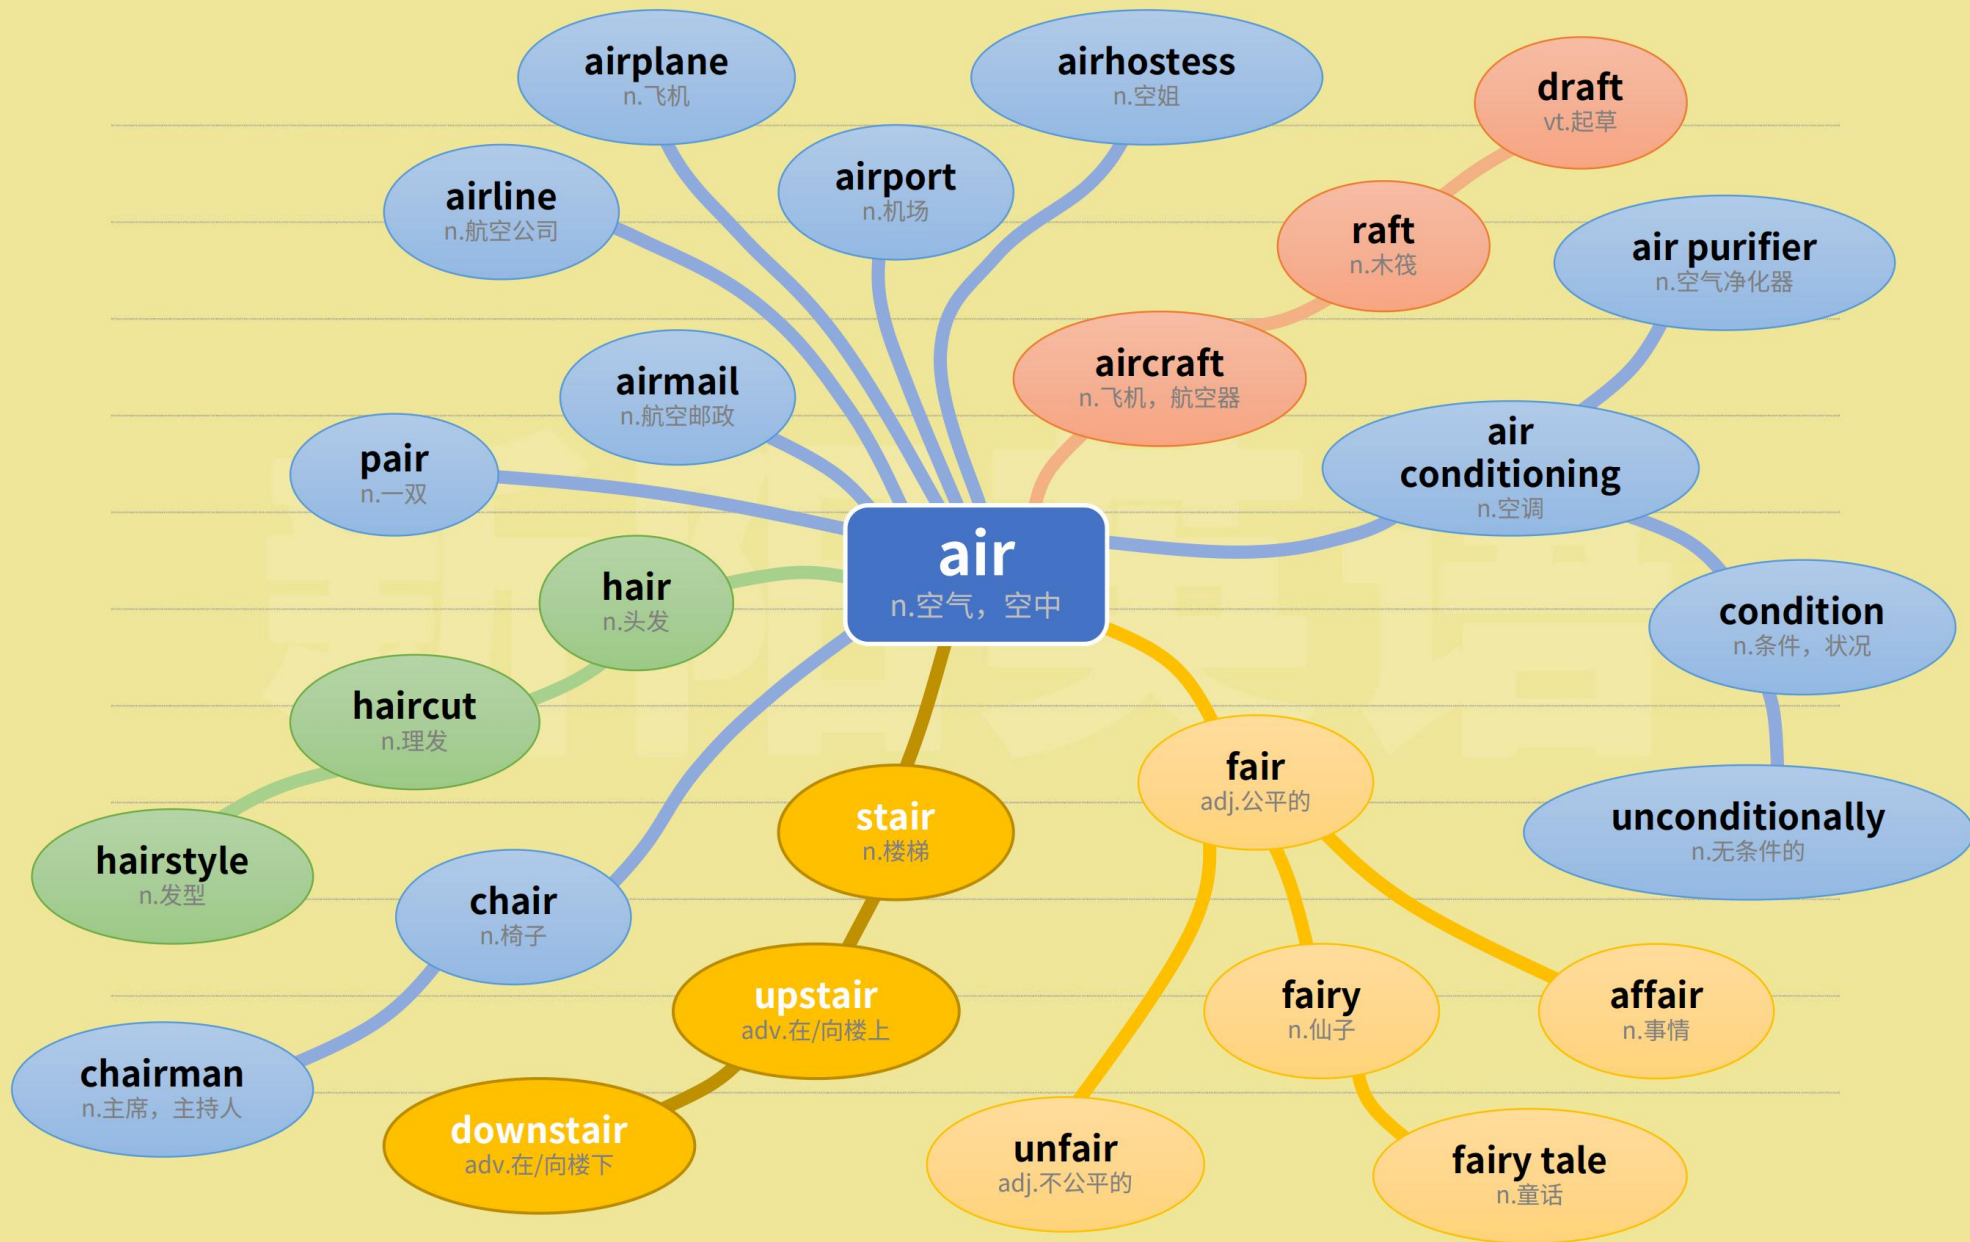 airplane
n.飞机
airhostess
n.空姐
draft
vt.起草
airline
n.航空公司
airport
n.机场
raft
n.木筏
air purifier
n.空气净化器
airmail
n.航空邮政
aircraft
n.飞机，航空器
pair
n.一双
air
conditioning
n.空调
air
n.空气，空中
hair
n.头发
condition
n.条件，状况
haircut
n.理发
fair
adj.公平的
stair
n.楼梯
unconditionally
n.无条件的
hairstyle
n.发型
chair
n.椅子
upstair
adv.在/向楼上
fairy
n.仙子
affair
n.事情
chairman
n.主席，主持人
downstair
adv.在/向楼下
unfair
adj.不公平的
fairy tale
n.童话